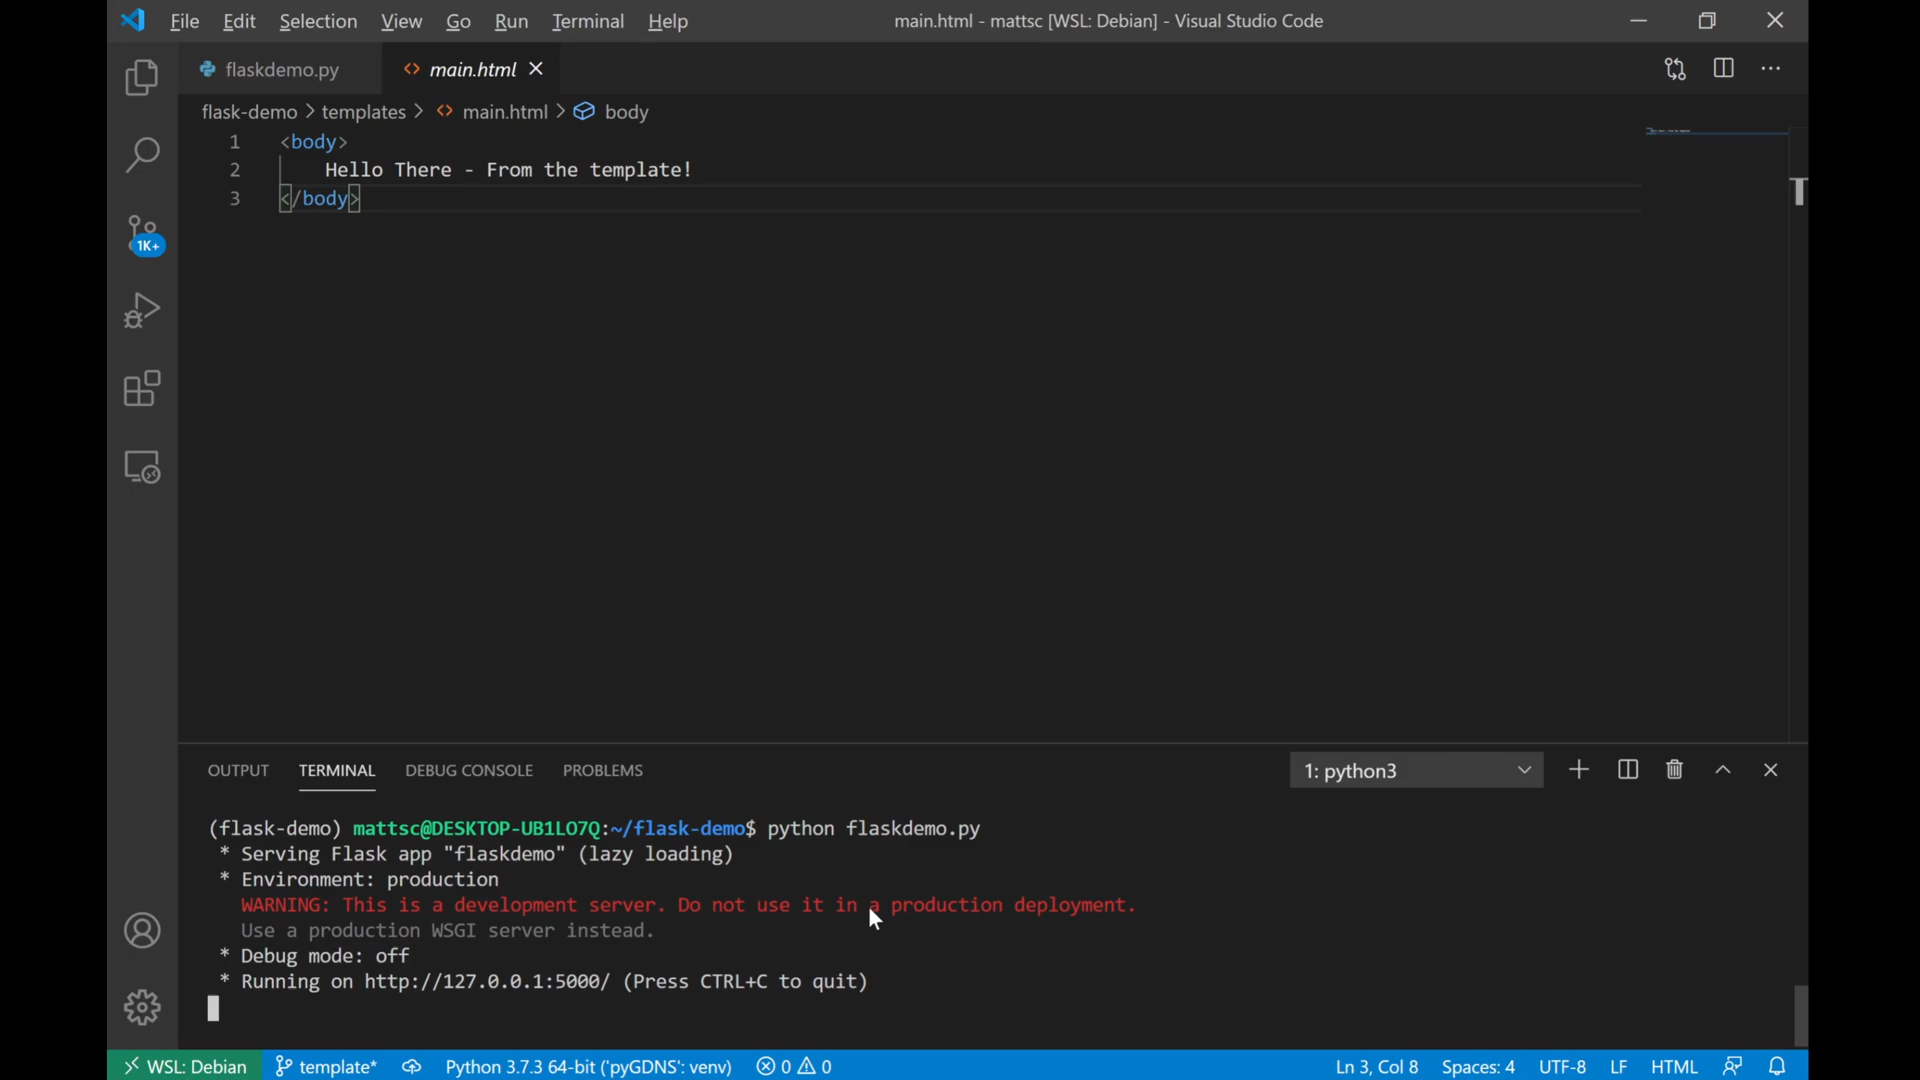 File Edit Selection View Go Run Terminal Help
main.html - mattsc [WSL: Debian] - Visual Studio Code
flaskdemo.py
main.html
flask-demo > templates > <> main.html > body
1 <body>
2 Hello There - From the template!
3 </body>
1K+
OUTPUT TERMINAL DEBUG CONSOLE PROBLEMS
1: python3
(flask-demo) mattsc@DESKTOP-UB1LO7Q:~/flask-demo$ python flaskdemo.py
* Serving Flask app "flaskdemo" (lazy loading)
* Environment: production
WARNING: This is a development server. Do not use it in a production deployment.
Use a production WSGI server instead.
* Debug mode: off
* Running on http://127.0.0.1:5000/ (Press CTRL+C to quit)
WSL: Debian template* Python 3.7.3 64-bit ('pyGDNS': venv) 0 0 Ln 3, Col 8 Spaces: 4 UTF-8 LF HTML